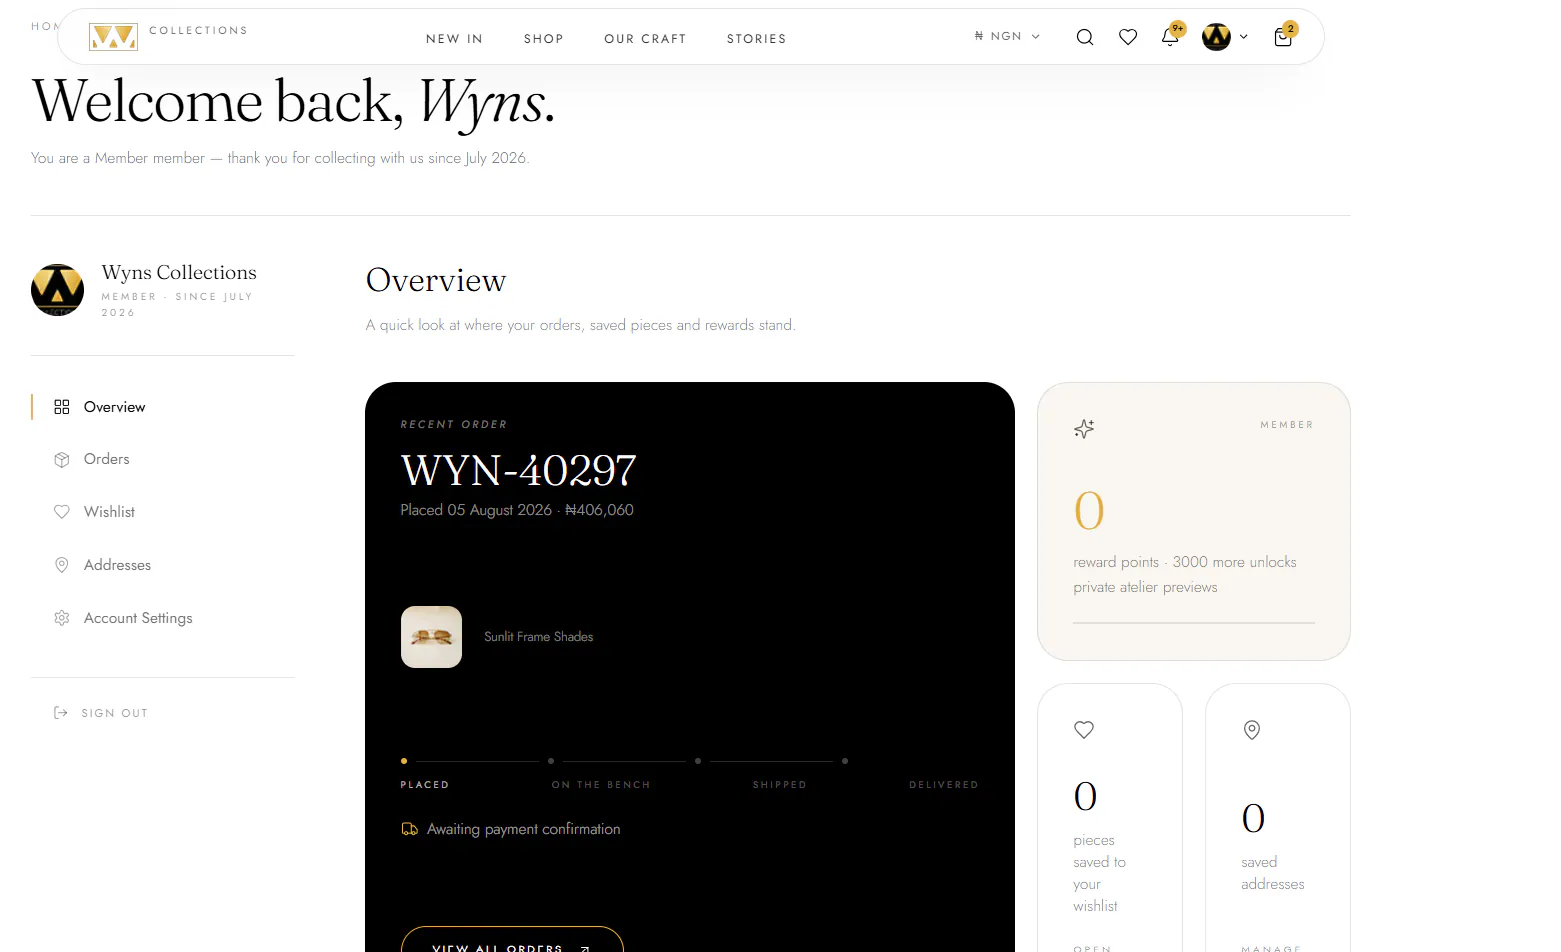 HOM
COLLECTIONS
NEW IN
SHOP
OUR CRAFT
STORIES
₦ NGN
9+
2
Welcome back, Wyns.
You are a Member member — thank you for collecting with us since July 2026.
Wyns Collections
MEMBER · SINCE JULY
2026
Overview
Orders
Wishlist
Addresses
Account Settings
SIGN OUT
Overview
A quick look at where your orders, saved pieces and rewards stand.
RECENT ORDER
WYN-40297
Placed 05 August 2026 · ₦406,060
Sunlit Frame Shades
PLACED
ON THE BENCH
SHIPPED
DELIVERED
Awaiting payment confirmation
VIEW ALL ORDERS
MEMBER
0
reward points · 3000 more unlocks
private atelier previews
0
pieces
saved to
your
wishlist
OPEN
0
saved
addresses
MANAGE